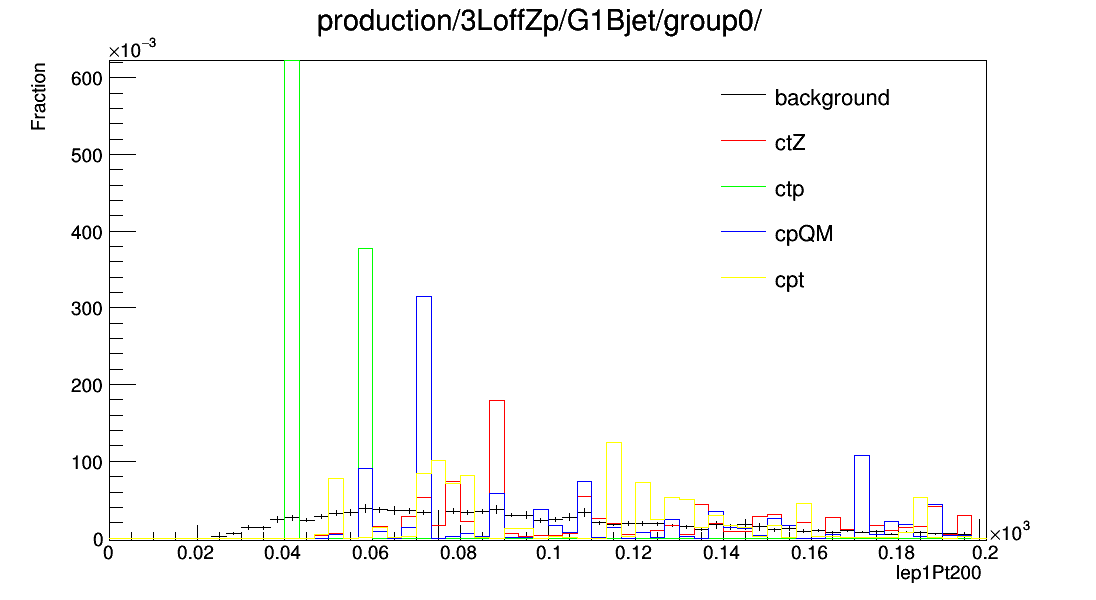 production/3LoffZp/G1Bjet/group0/
×10⁻³
Fraction
600
500
400
300
200
100
0
background
ctZ
ctp
cpQM
cpt
0 0.02 0.04 0.06 0.08 0.1 0.12 0.14 0.16 0.18 0.2
×10³
lep1Pt200